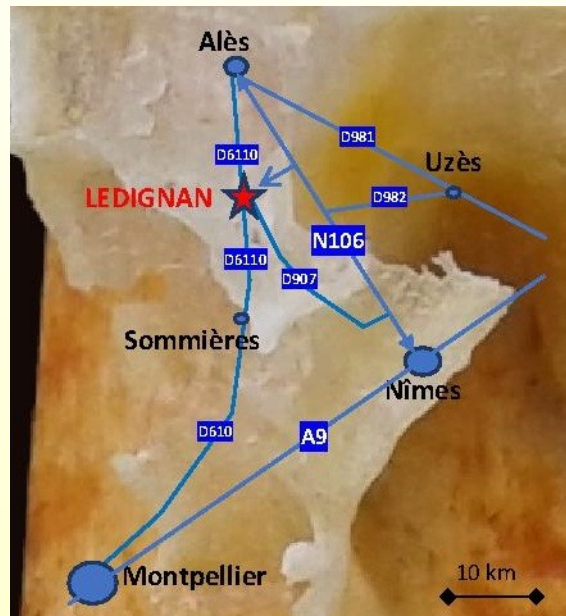 Alès
D981
D6110
Uzès
LEDIGNAN
D982
N106
D6110
D907
Sommières
Nîmes
D610
A9
Montpellier
10 km